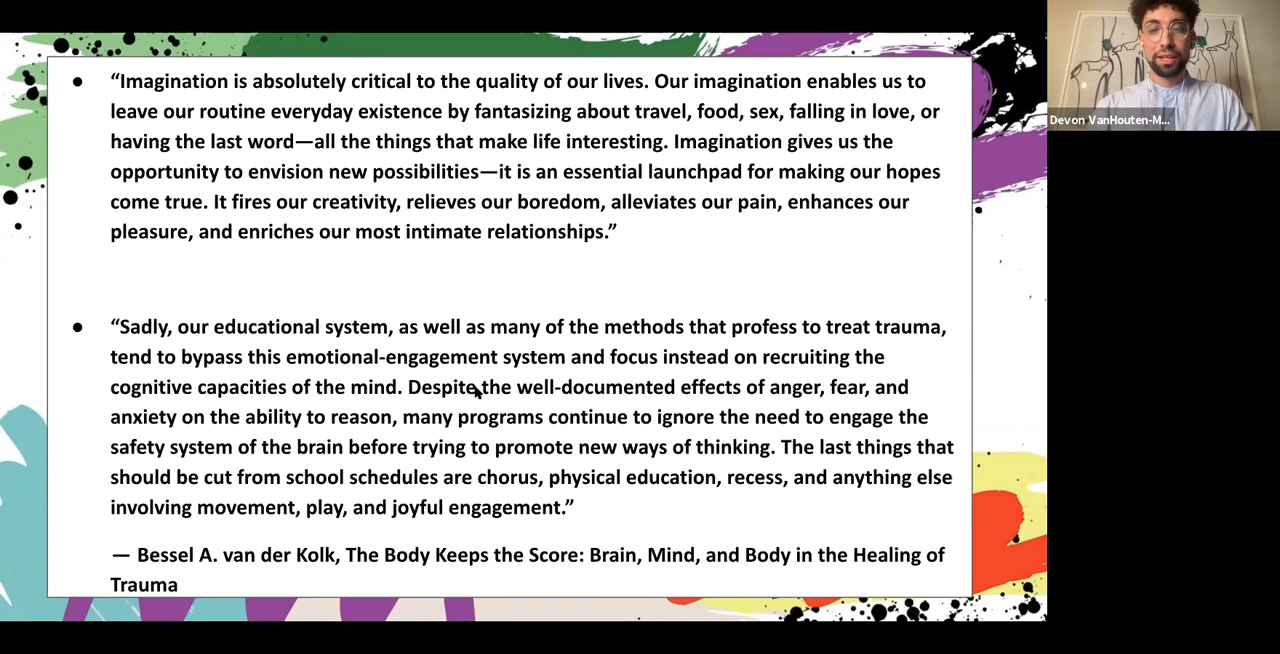 ● “Imagination is absolutely critical to the quality of our lives. Our imagination enables us to
leave our routine everyday existence by fantasizing about travel, food, sex, falling in love, or
having the last word—all the things that make life interesting. Imagination gives us the
opportunity to envision new possibilities—it is an essential launchpad for making our hopes
come true. It fires our creativity, relieves our boredom, alleviates our pain, enhances our
pleasure, and enriches our most intimate relationships.”
● “Sadly, our educational system, as well as many of the methods that profess to treat trauma,
tend to bypass this emotional-engagement system and focus instead on recruiting the
cognitive capacities of the mind. Despite the well-documented effects of anger, fear, and
anxiety on the ability to reason, many programs continue to ignore the need to engage the
safety system of the brain before trying to promote new ways of thinking. The last things that
should be cut from school schedules are chorus, physical education, recess, and anything else
involving movement, play, and joyful engagement.”
— Bessel A. van der Kolk, The Body Keeps the Score: Brain, Mind, and Body in the Healing of
Trauma
Devon VanHouten-M...